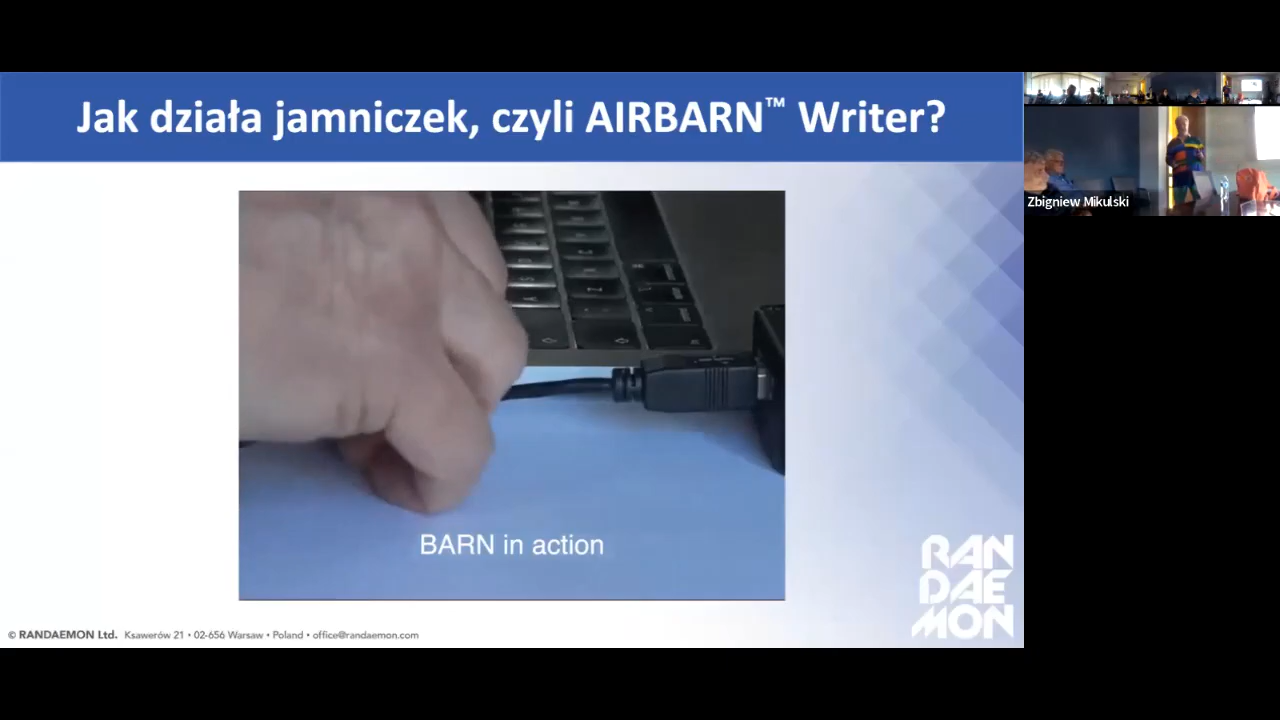 Jak działa jamniczek, czyli AIRBARN™ Writer?
BARN in action
RAN
DAE
MON
© RANDAEMON Ltd. Ksawerów 21 • 02-656 Warsaw • Poland • office@randaemon.com
Zbigniew Mikulski